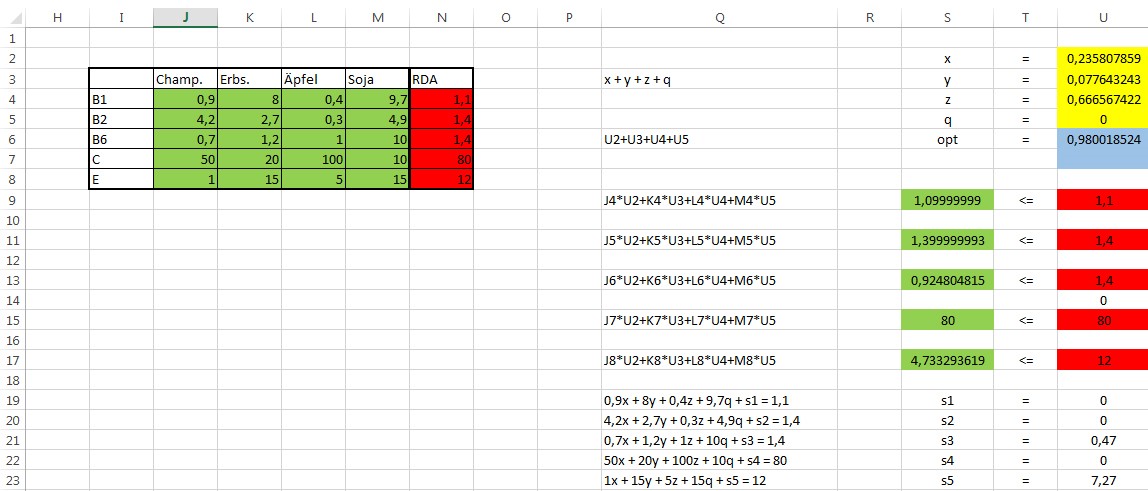 H I J K L M N O P Q R S T U
1
2 x = 0,235807859
3 Champ. Erbs. Äpfel Soja RDA x + y + z + q y = 0,077643243
4 B1 0,9 8 0,4 9,7 1,1 z = 0,666567422
5 B2 4,2 2,7 0,3 4,9 1,4 q = 0
6 B6 0,7 1,2 1 10 1,4 U2+U3+U4+U5 opt = 0,980018524
7 C 50 20 100 10 80
8 E 1 15 5 15 12
9 J4*U2+K4*U3+L4*U4+M4*U5 1,09999999 <= 1,1
10
11 J5*U2+K5*U3+L5*U4+M5*U5 1,399999993 <= 1,4
12
13 J6*U2+K6*U3+L6*U4+M6*U5 0,924804815 <= 1,4
14 0
15 J7*U2+K7*U3+L7*U4+M7*U5 80 <= 80
16
17 J8*U2+K8*U3+L8*U4+M8*U5 4,733293619 <= 12
18
19 0,9x + 8y + 0,4z + 9,7q + s1 = 1,1 s1 = 0
20 4,2x + 2,7y + 0,3z + 4,9q + s2 = 1,4 s2 = 0
21 0,7x + 1,2y + 1z + 10q + s3 = 1,4 s3 = 0,47
22 50x + 20y + 100z + 10q + s4 = 80 s4 = 0
23 1x + 15y + 5z + 15q + s5 = 12 s5 = 7,27